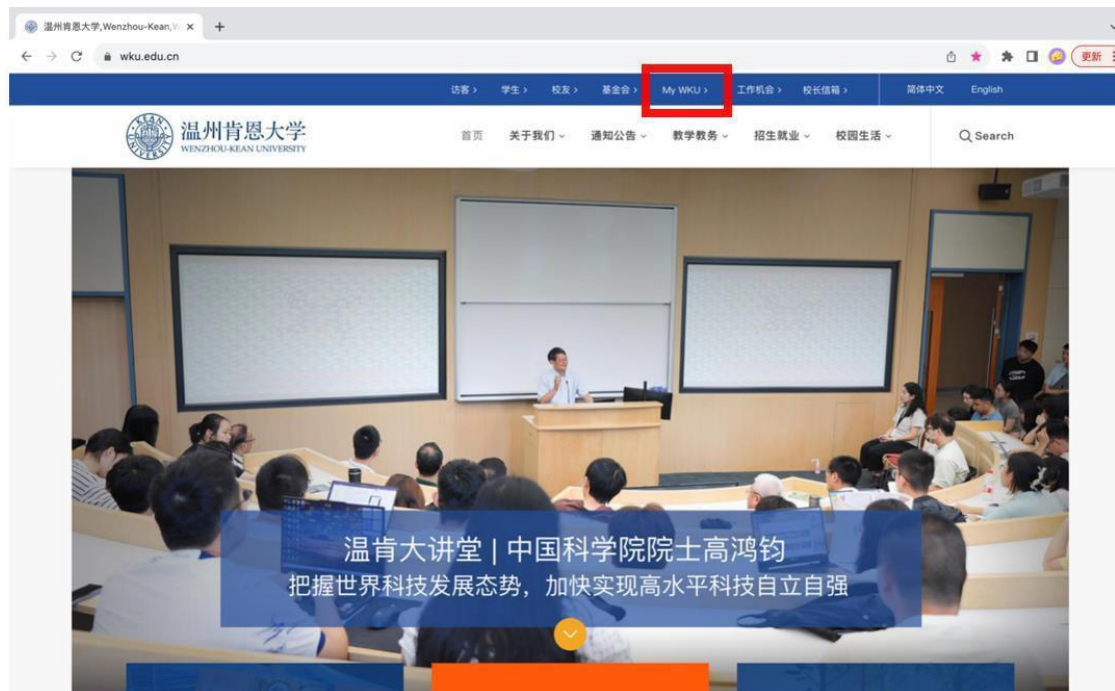 温州肯恩大学,Wenzhou-Kean,
wku.edu.cn
更新
访客
学生
校友
基金会
My WKU
工作机会
校长信箱
简体中文
English
KEAN
UNIVERSITY
温州肯恩大学
WENZHOU-KEAN UNIVERSITY
首页
关于我们
通知公告
教学教务
招生就业
校园生活
Search
温肯大讲堂 | 中国科学院院士高鸿钧
把握世界科技发展态势，加快实现高水平科技自立自强